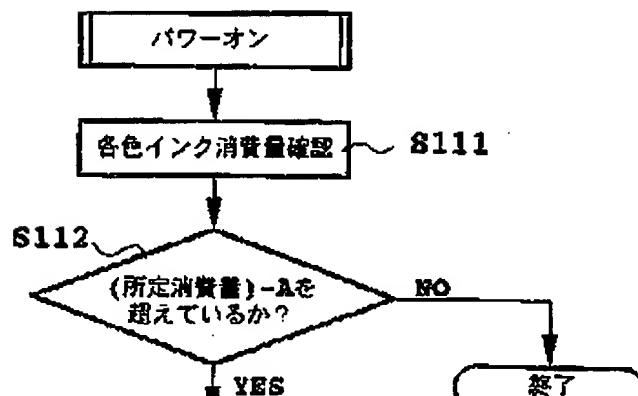 パワーオン
各色インク消費量確認
S111
S112
(所定消費量)-Aを
超えているか?
NO
YES
終了